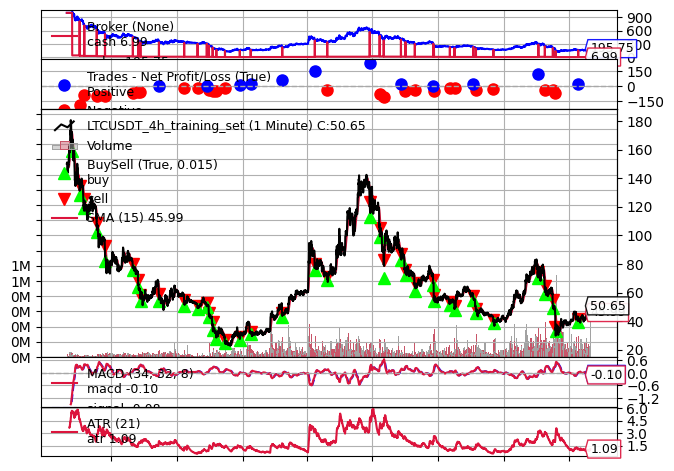 Broker (None)
cash 6.99
900
600
300
0
195.75
6.99
Trades - Net Profit/Loss (True)
Positive
150
0
−150
LTCUSDT_4h_training_set (1 Minute) C:50.65
Volume
BuySell (True, 0.015)
buy
sell
SMA (15) 45.99
180
160
140
120
100
80
60
40
20
50.65
1M
1M
0M
0M
0M
0M
0M
MACD (34, 52, 8)
macd -0.10
0.6
0.0
−0.6
−1.2
-0.10
ATR (21)
atr 1.09
6.0
4.5
3.0
1.5
1.09